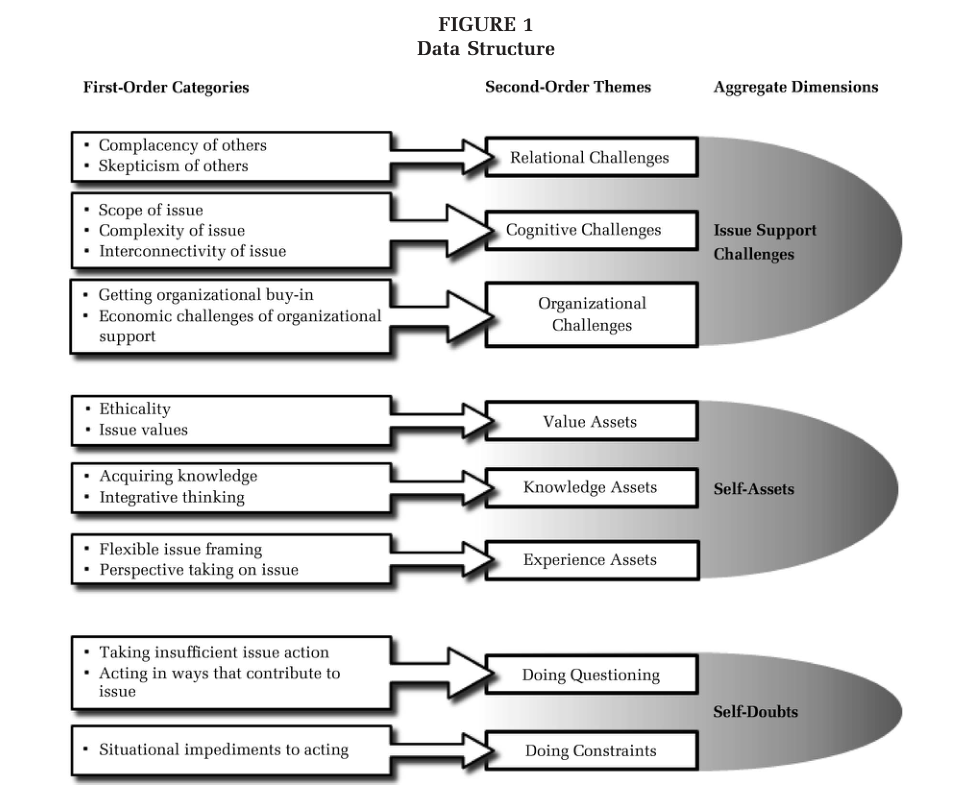 FIGURE 1
Data Structure
First-Order Categories
Second-Order Themes
Aggregate Dimensions
• Complacency of others
• Skepticism of others
Relational Challenges
• Scope of issue
• Complexity of issue
• Interconnectivity of issue
Cognitive Challenges
• Getting organizational buy-in
• Economic challenges of organizational
support
Organizational
Challenges
Issue Support
Challenges
• Ethicality
• Issue values
Value Assets
• Acquiring knowledge
• Integrative thinking
Knowledge Assets
• Flexible issue framing
• Perspective taking on issue
Experience Assets
Self-Assets
• Taking insufficient issue action
• Acting in ways that contribute to
issue
Doing Questioning
• Situational impediments to acting
Doing Constraints
Self-Doubts